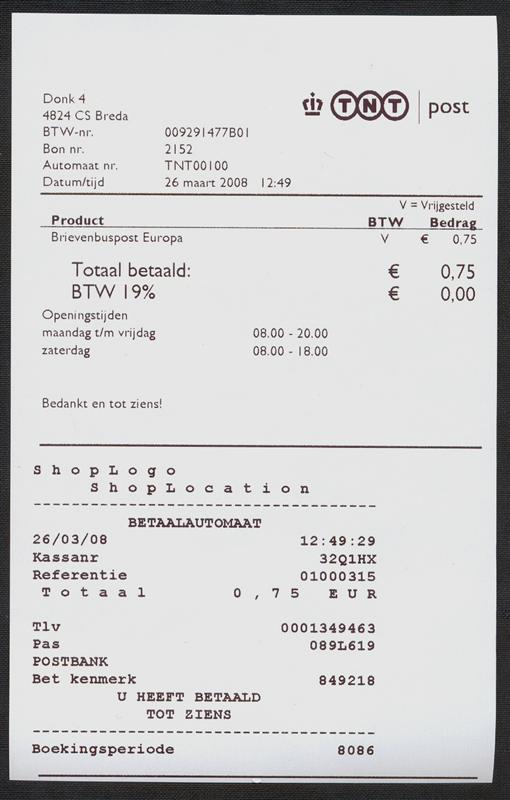 Donk 4
4824 CS Breda
TNT post
BTW-nr. 009291477B01
Bon nr. 2152
Automaat nr. TNT00100
Datum/tijd 26 maart 2008 12:49
V = Vrijgesteld
Product BTW Bedrag
Brievenbuspost Europa V € 0,75
Totaal betaald: € 0,75
BTW 19% € 0,00
Openingstijden
maandag t/m vrijdag 08.00 - 20.00
zaterdag 08.00 - 18.00
Bedankt en tot ziens!
ShopLogo
ShopLocation
BETAALAUTOMAAT
26/03/08 12:49:29
Kassanr 32Q1HX
Referentie 01000315
Totaal 0,75 EUR
Tlv 0001349463
Pas 089L619
POSTBANK
Bet kenmerk 849218
U HEEFT BETAALD
TOT ZIENS
Boekingsperiode 8086